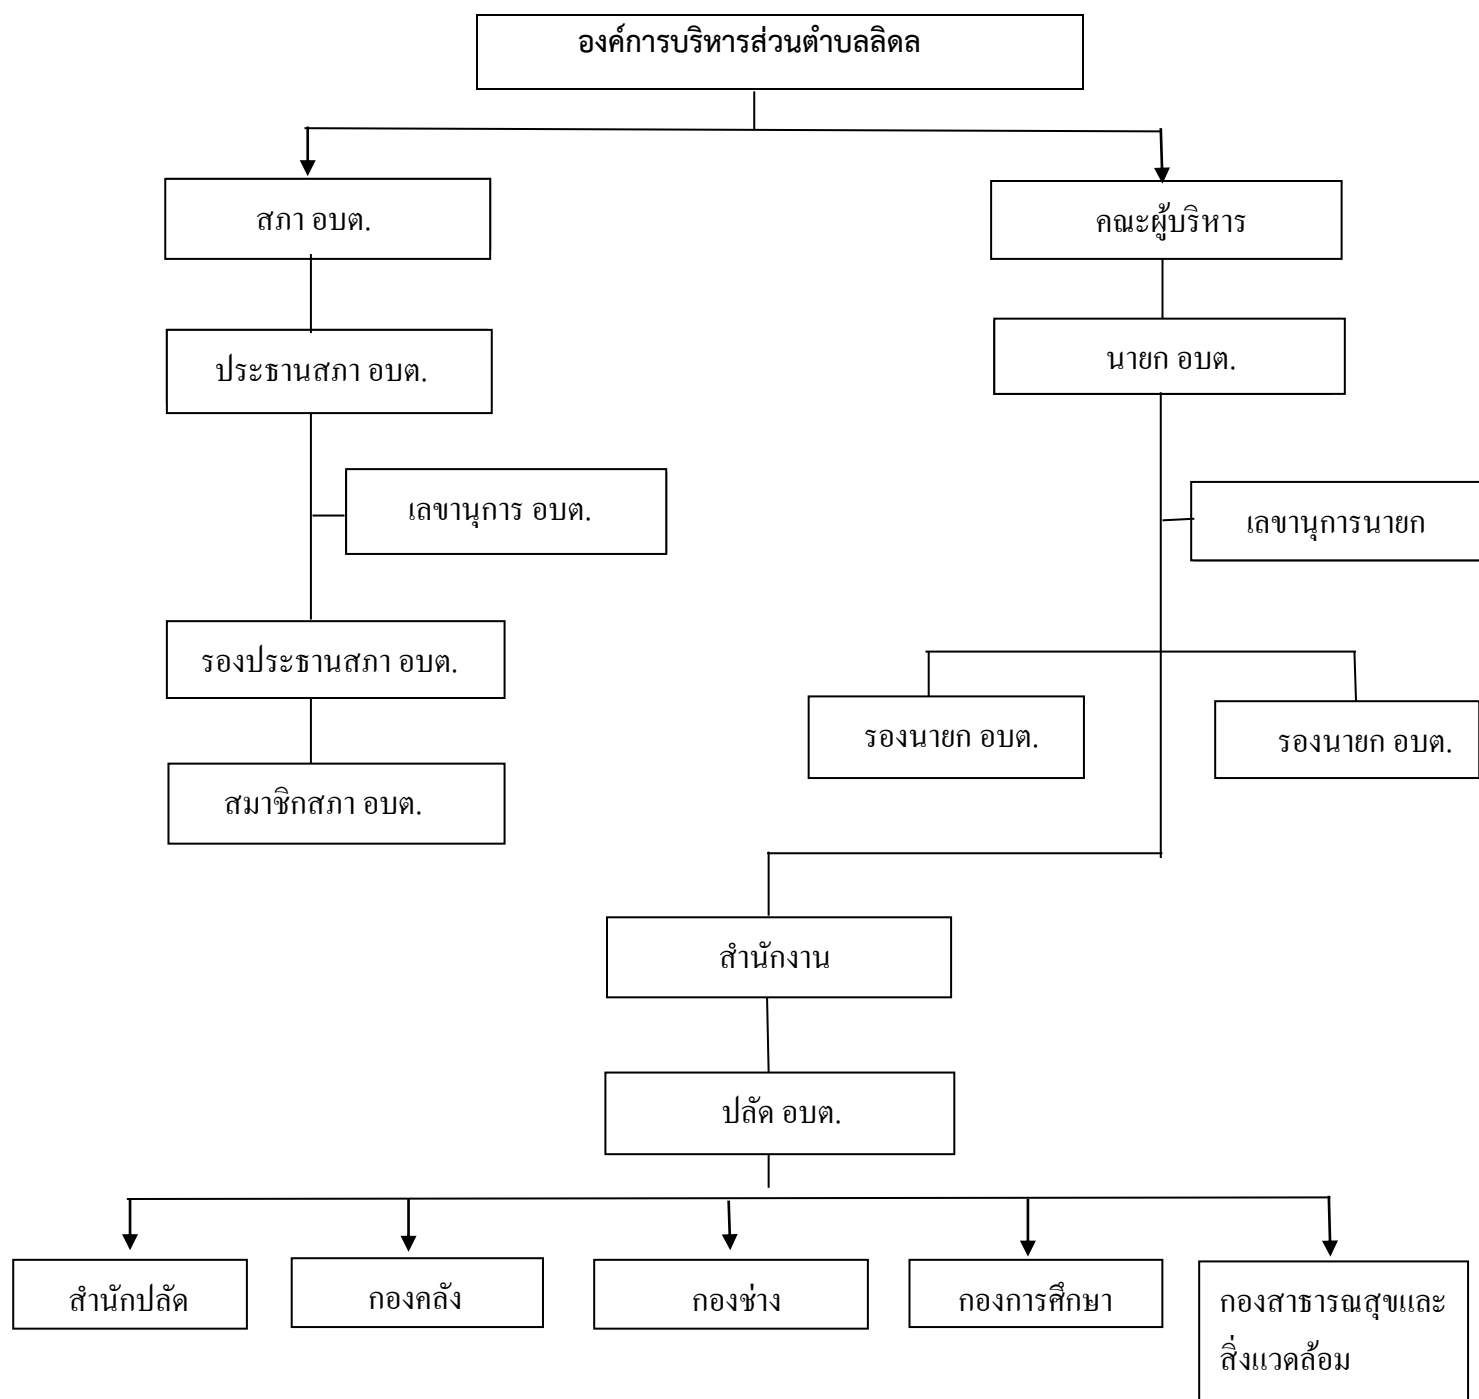 องค์การบริหารส่วนตำบลลิดล
สภา อบต.
คณะผู้บริหาร
ประธานสภา อบต.
นายก อบต.
เลขานุการ อบต.
เลขานุการนายก
รองประธานสภา อบต.
รองนายก อบต.
รองนายก อบต.
สมาชิกสภา อบต.
สำนักงาน
ปลัด อบต.
สำนักปลัด
กองคลัง
กองช่าง
กองการศึกษา
กองสาธารณสุขและ
สิ่งแวดล้อม